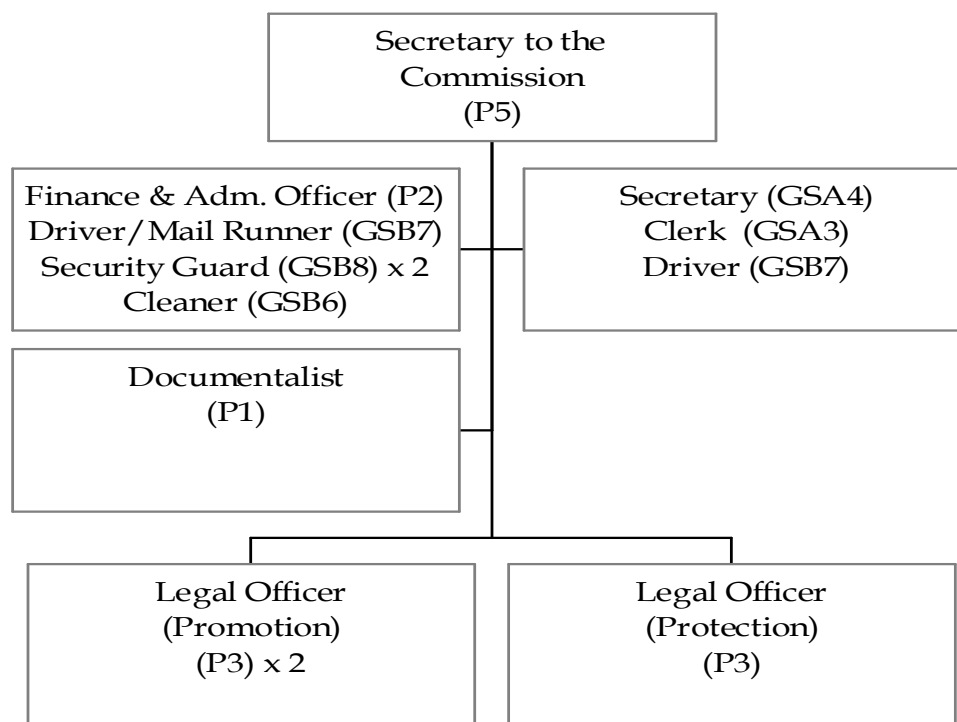 Secretary to the
Commission
(P5)
Finance & Adm. Officer (P2)
Driver/Mail Runner (GSB7)
Security Guard (GSB8) x 2
Cleaner (GSB6)
Secretary (GSA4)
Clerk (GSA3)
Driver (GSB7)
Documentalist
(P1)
Legal Officer
(Promotion)
(P3) x 2
Legal Officer
(Protection)
(P3)